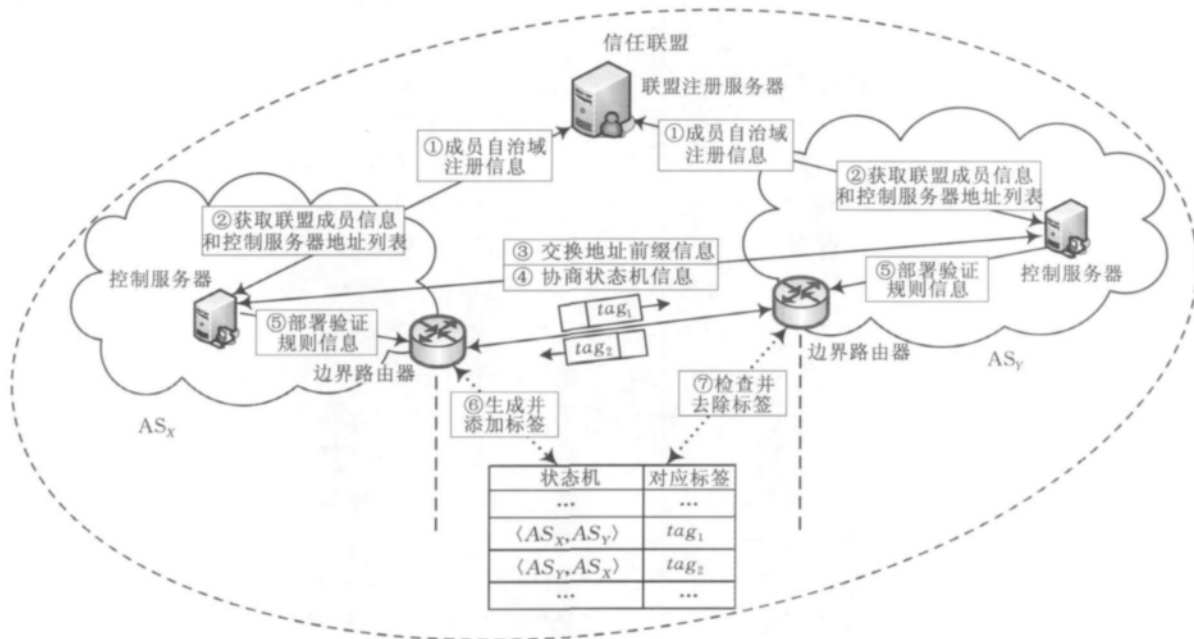 信任联盟
联盟注册服务器
①成员自治域
注册信息
①成员自治域
注册信息
②获取联盟成员信息
和控制服务器地址列表
②获取联盟成员信息
和控制服务器地址列表
③ 交换地址前缀信息
④ 协商状态机信息
控制服务器
控制服务器
⑤部署验证
规则信息
⑤部署验证
规则信息
tag₁
tag₂
边界路由器
边界路由器
AS_X
AS_Y
⑥生成并
添加标签
⑦检查并
去除标签
状态机 对应标签
… …
⟨AS_X,AS_Y⟩ tag₁
⟨AS_Y,AS_X⟩ tag₂
… …